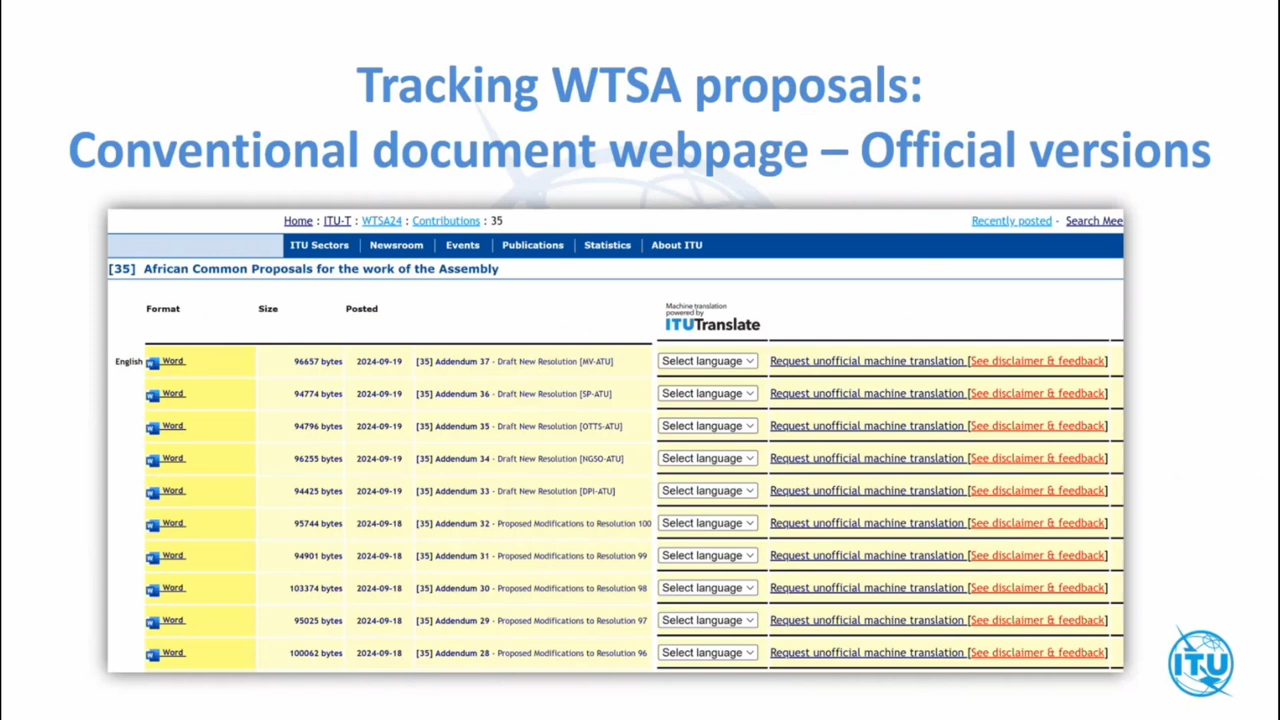 Tracking WTSA proposals:
Conventional document webpage – Official versions
Home : ITU-T : WTSA24 : Contributions : 35
Recently posted - Search Mee
ITU Sectors | Newsroom | Events | Publications | Statistics | About ITU
[35] African Common Proposals for the work of the Assembly
Format Size Posted
Machine translation
powered by
ITUTranslate
English Word 96657 bytes 2024-09-19 [35] Addendum 37 - Draft New Resolution [MV-ATU] Select language Request unofficial machine translation [See disclaimer & feedback]
Word 94774 bytes 2024-09-19 [35] Addendum 36 - Draft New Resolution [SP-ATU] Select language Request unofficial machine translation [See disclaimer & feedback]
Word 94796 bytes 2024-09-19 [35] Addendum 35 - Draft New Resolution [OTTS-ATU] Select language Request unofficial machine translation [See disclaimer & feedback]
Word 96255 bytes 2024-09-19 [35] Addendum 34 - Draft New Resolution [NGSO-ATU] Select language Request unofficial machine translation [See disclaimer & feedback]
Word 94425 bytes 2024-09-19 [35] Addendum 33 - Draft New Resolution [DPI-ATU] Select language Request unofficial machine translation [See disclaimer & feedback]
Word 95744 bytes 2024-09-18 [35] Addendum 32 - Proposed Modifications to Resolution 100 Select language Request unofficial machine translation [See disclaimer & feedback]
Word 94901 bytes 2024-09-18 [35] Addendum 31 - Proposed Modifications to Resolution 99 Select language Request unofficial machine translation [See disclaimer & feedback]
Word 103374 bytes 2024-09-18 [35] Addendum 30 - Proposed Modifications to Resolution 98 Select language Request unofficial machine translation [See disclaimer & feedback]
Word 95025 bytes 2024-09-18 [35] Addendum 29 - Proposed Modifications to Resolution 97 Select language Request unofficial machine translation [See disclaimer & feedback]
Word 100062 bytes 2024-09-18 [35] Addendum 28 - Proposed Modifications to Resolution 96 Select language Request unofficial machine translation [See disclaimer & feedback]
ITU